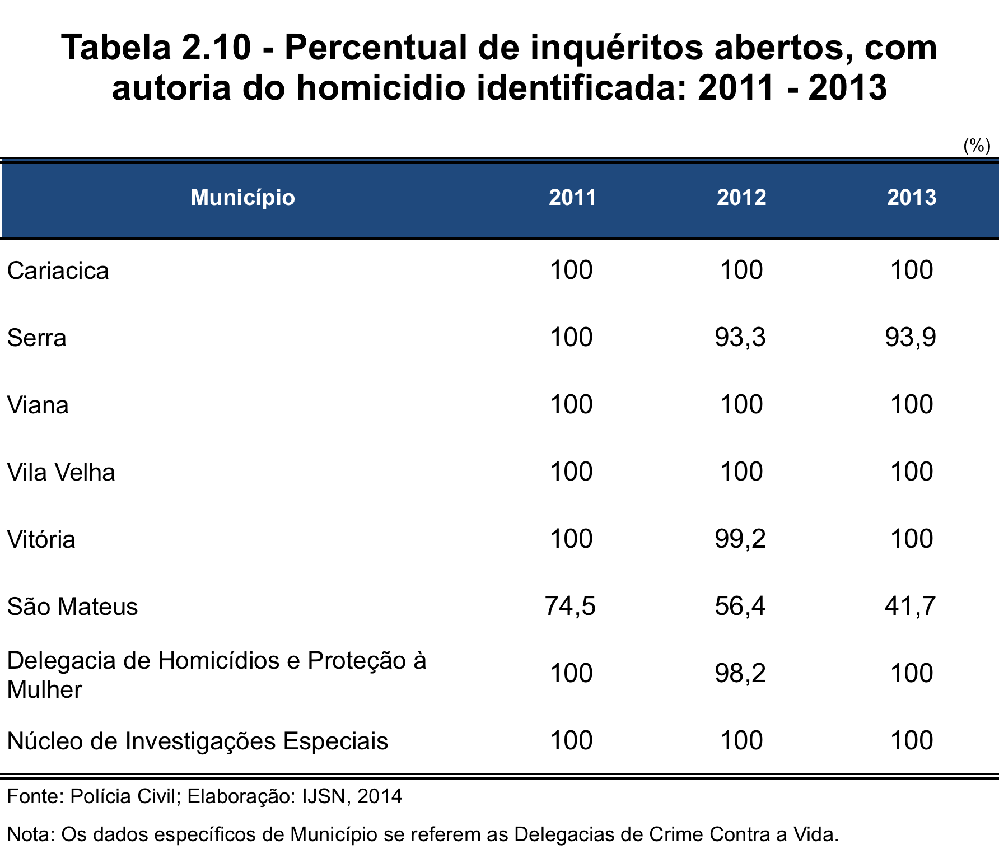 Tabela 2.10 - Percentual de inquéritos abertos, com
autoria do homicidio identificada: 2011 - 2013
(%)
Município 2011 2012 2013
Cariacica 100 100 100
Serra 100 93,3 93,9
Viana 100 100 100
Vila Velha 100 100 100
Vitória 100 99,2 100
São Mateus 74,5 56,4 41,7
Delegacia de Homicídios e Proteção à
Mulher 100 98,2 100
Núcleo de Investigações Especiais 100 100 100
Fonte: Polícia Civil; Elaboração: IJSN, 2014
Nota: Os dados específicos de Município se referem as Delegacias de Crime Contra a Vida.